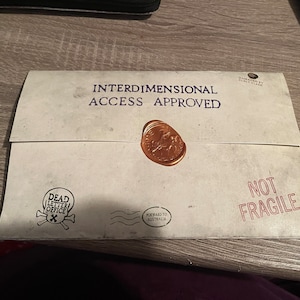 INTERDIMENSIONAL
ACCESS APPROVED
DEAD
LETTER
OFFICE
NOT
FRAGILE